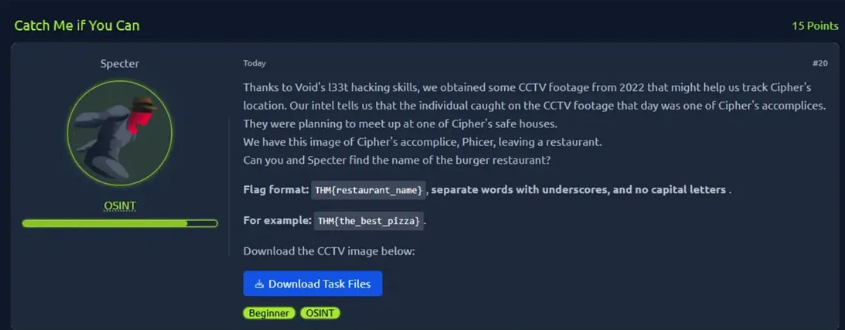 Catch Me if You Can
15 Points
Specter
OSINT
Today
#20
Thanks to Void's l33t hacking skills, we obtained some CCTV footage from 2022 that might help us track Cipher's
location. Our intel tells us that the individual caught on the CCTV footage that day was one of Cipher's accomplices.
They were planning to meet up at one of Cipher's safe houses.
We have this image of Cipher's accomplice, Phicer, leaving a restaurant.
Can you and Specter find the name of the burger restaurant?
Flag format: THM{restaurant_name}, separate words with underscores, and no capital letters .
For example: THM{the_best_pizza}.
Download the CCTV image below:
Download Task Files
Beginner OSINT